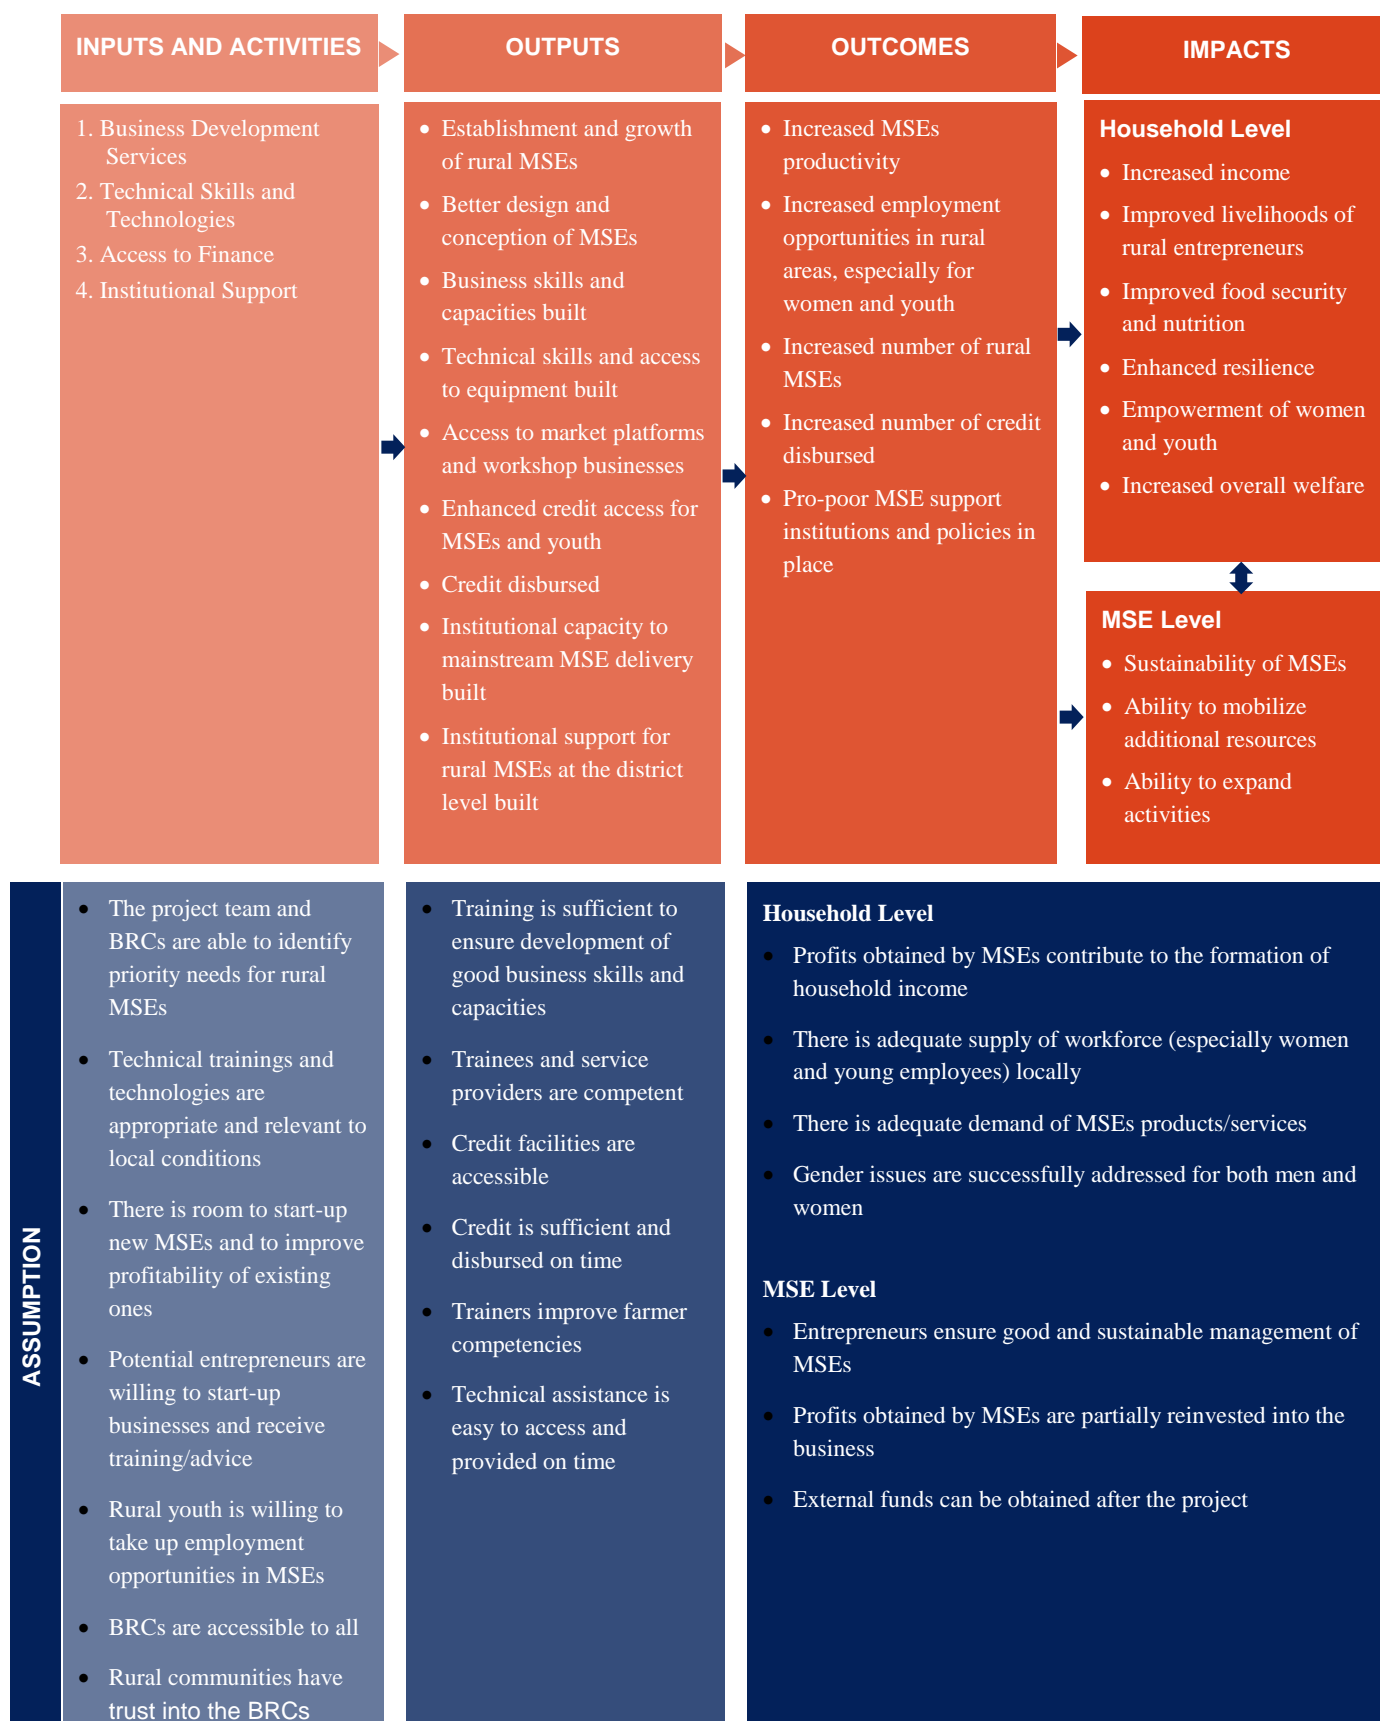 INPUTS AND ACTIVITIES
OUTPUTS
OUTCOMES
IMPACTS
1. Business Development
Services
2. Technical Skills and
Technologies
3. Access to Finance
4. Institutional Support
• Establishment and growth
of rural MSEs
• Better design and
conception of MSEs
• Business skills and
capacities built
• Technical skills and access
to equipment built
• Access to market platforms
and workshop businesses
• Enhanced credit access for
MSEs and youth
• Credit disbursed
• Institutional capacity to
mainstream MSE delivery
built
• Institutional support for
rural MSEs at the district
level built
• Increased MSEs
productivity
• Increased employment
opportunities in rural
areas, especially for
women and youth
• Increased number of rural
MSEs
• Increased number of credit
disbursed
• Pro-poor MSE support
institutions and policies in
place
Household Level
• Increased income
• Improved livelihoods of
rural entrepreneurs
• Improved food security
and nutrition
• Enhanced resilience
• Empowerment of women
and youth
• Increased overall welfare
MSE Level
• Sustainability of MSEs
• Ability to mobilize
additional resources
• Ability to expand
activities
ASSUMPTION
• The project team and
BRCs are able to identify
priority needs for rural
MSEs
• Technical trainings and
technologies are
appropriate and relevant to
local conditions
• There is room to start-up
new MSEs and to improve
profitability of existing
ones
• Potential entrepreneurs are
willing to start-up
businesses and receive
training/advice
• Rural youth is willing to
take up employment
opportunities in MSEs
• BRCs are accessible to all
• Rural communities have
trust into the BRCs
• Training is sufficient to
ensure development of
good business skills and
capacities
• Trainees and service
providers are competent
• Credit facilities are
accessible
• Credit is sufficient and
disbursed on time
• Trainers improve farmer
competencies
• Technical assistance is
easy to access and
provided on time
Household Level
• Profits obtained by MSEs contribute to the formation of
household income
• There is adequate supply of workforce (especially women
and young employees) locally
• There is adequate demand of MSEs products/services
• Gender issues are successfully addressed for both men and
women
MSE Level
• Entrepreneurs ensure good and sustainable management of
MSEs
• Profits obtained by MSEs are partially reinvested into the
business
• External funds can be obtained after the project